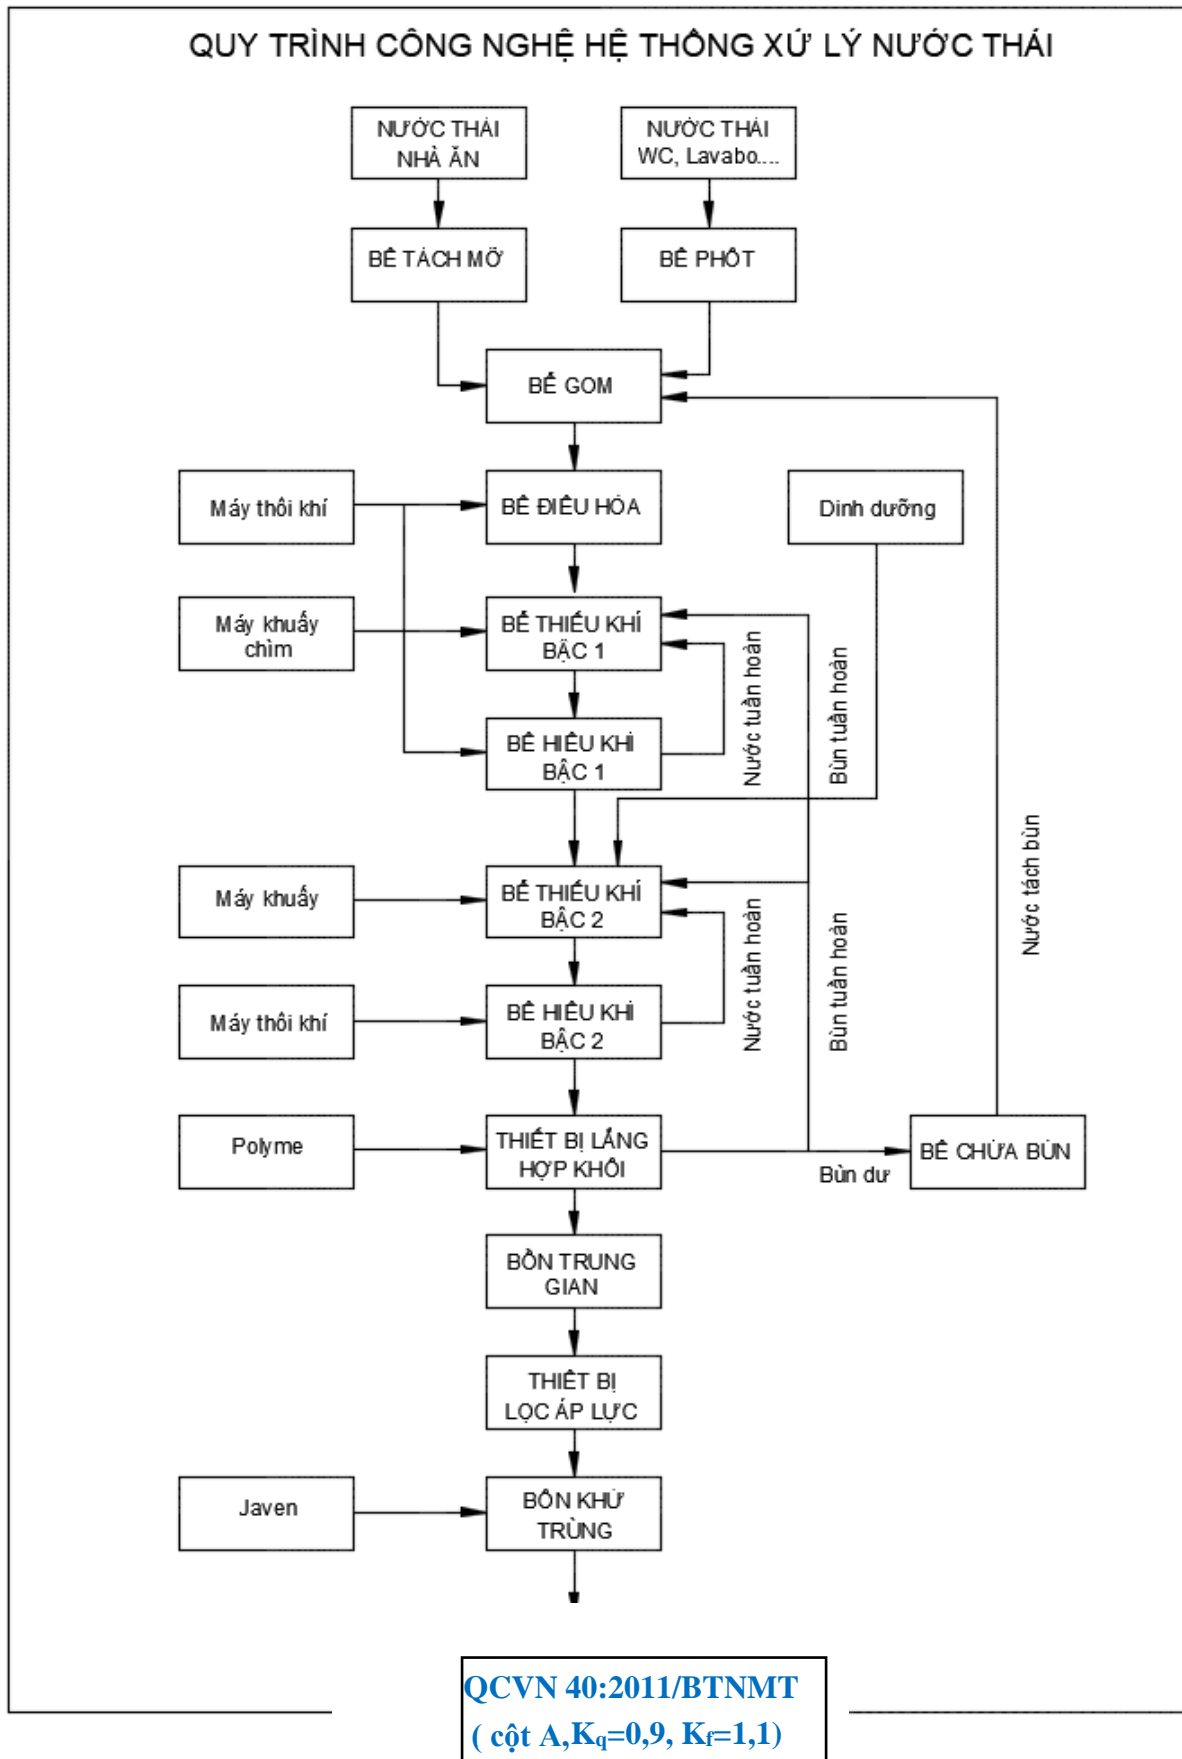 QUY TRÌNH CÔNG NGHỆ HỆ THỐNG XỬ LÝ NƯỚC THẢI
NƯỚC THẢI
NHÀ ĂN
NƯỚC THẢI
WC, Lavabo....
BỂ TÁCH MỠ
BỂ PHỐT
BỂ GOM
Máy thổi khí
BỂ ĐIỀU HÒA
Dinh dưỡng
Máy khuấy
chìm
BỂ THIẾU KHÍ
BẬC 1
Nước tuần hoàn
Bùn tuần hoàn
BỂ HIẾU KHÍ
BẬC 1
Nước tách bùn
Máy khuấy
BỂ THIẾU KHÍ
BẬC 2
Nước tuần hoàn
Bùn tuần hoàn
Máy thổi khí
BỂ HIẾU KHÍ
BẬC 2
Polyme
THIẾT BỊ LẮNG
HỢP KHỐI
Bùn dư
BỂ CHỨA BÙN
BỒN TRUNG
GIAN
THIẾT BỊ
LỌC ÁP LỰC
Javen
BỒN KHỬ
TRÙNG
QCVN 40:2011/BTNMT
( cột A,Kq=0,9, Kf=1,1)